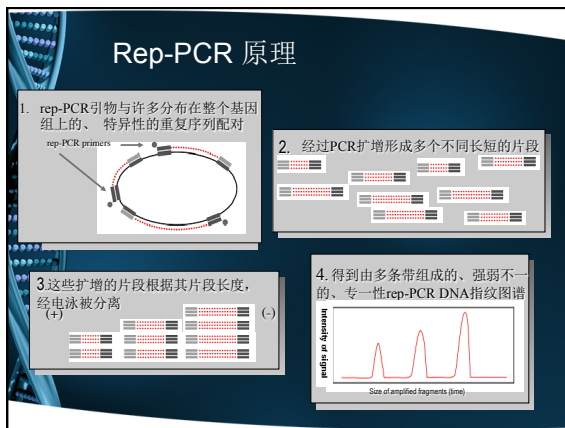 Rep-PCR 原理
1. rep-PCR引物与许多分布在整个基因
组上的、 特异性的重复序列配对
rep-PCR primers
2. 经过PCR扩增形成多个不同长短的片段
3.这些扩增的片段根据其片段长度,
经电泳被分离
(+)
(-)
4.得到由多条带组成的、强弱不一
的、专一性rep-PCR DNA指纹图谱
Intensity of signal
Size of amplified fragments (time)